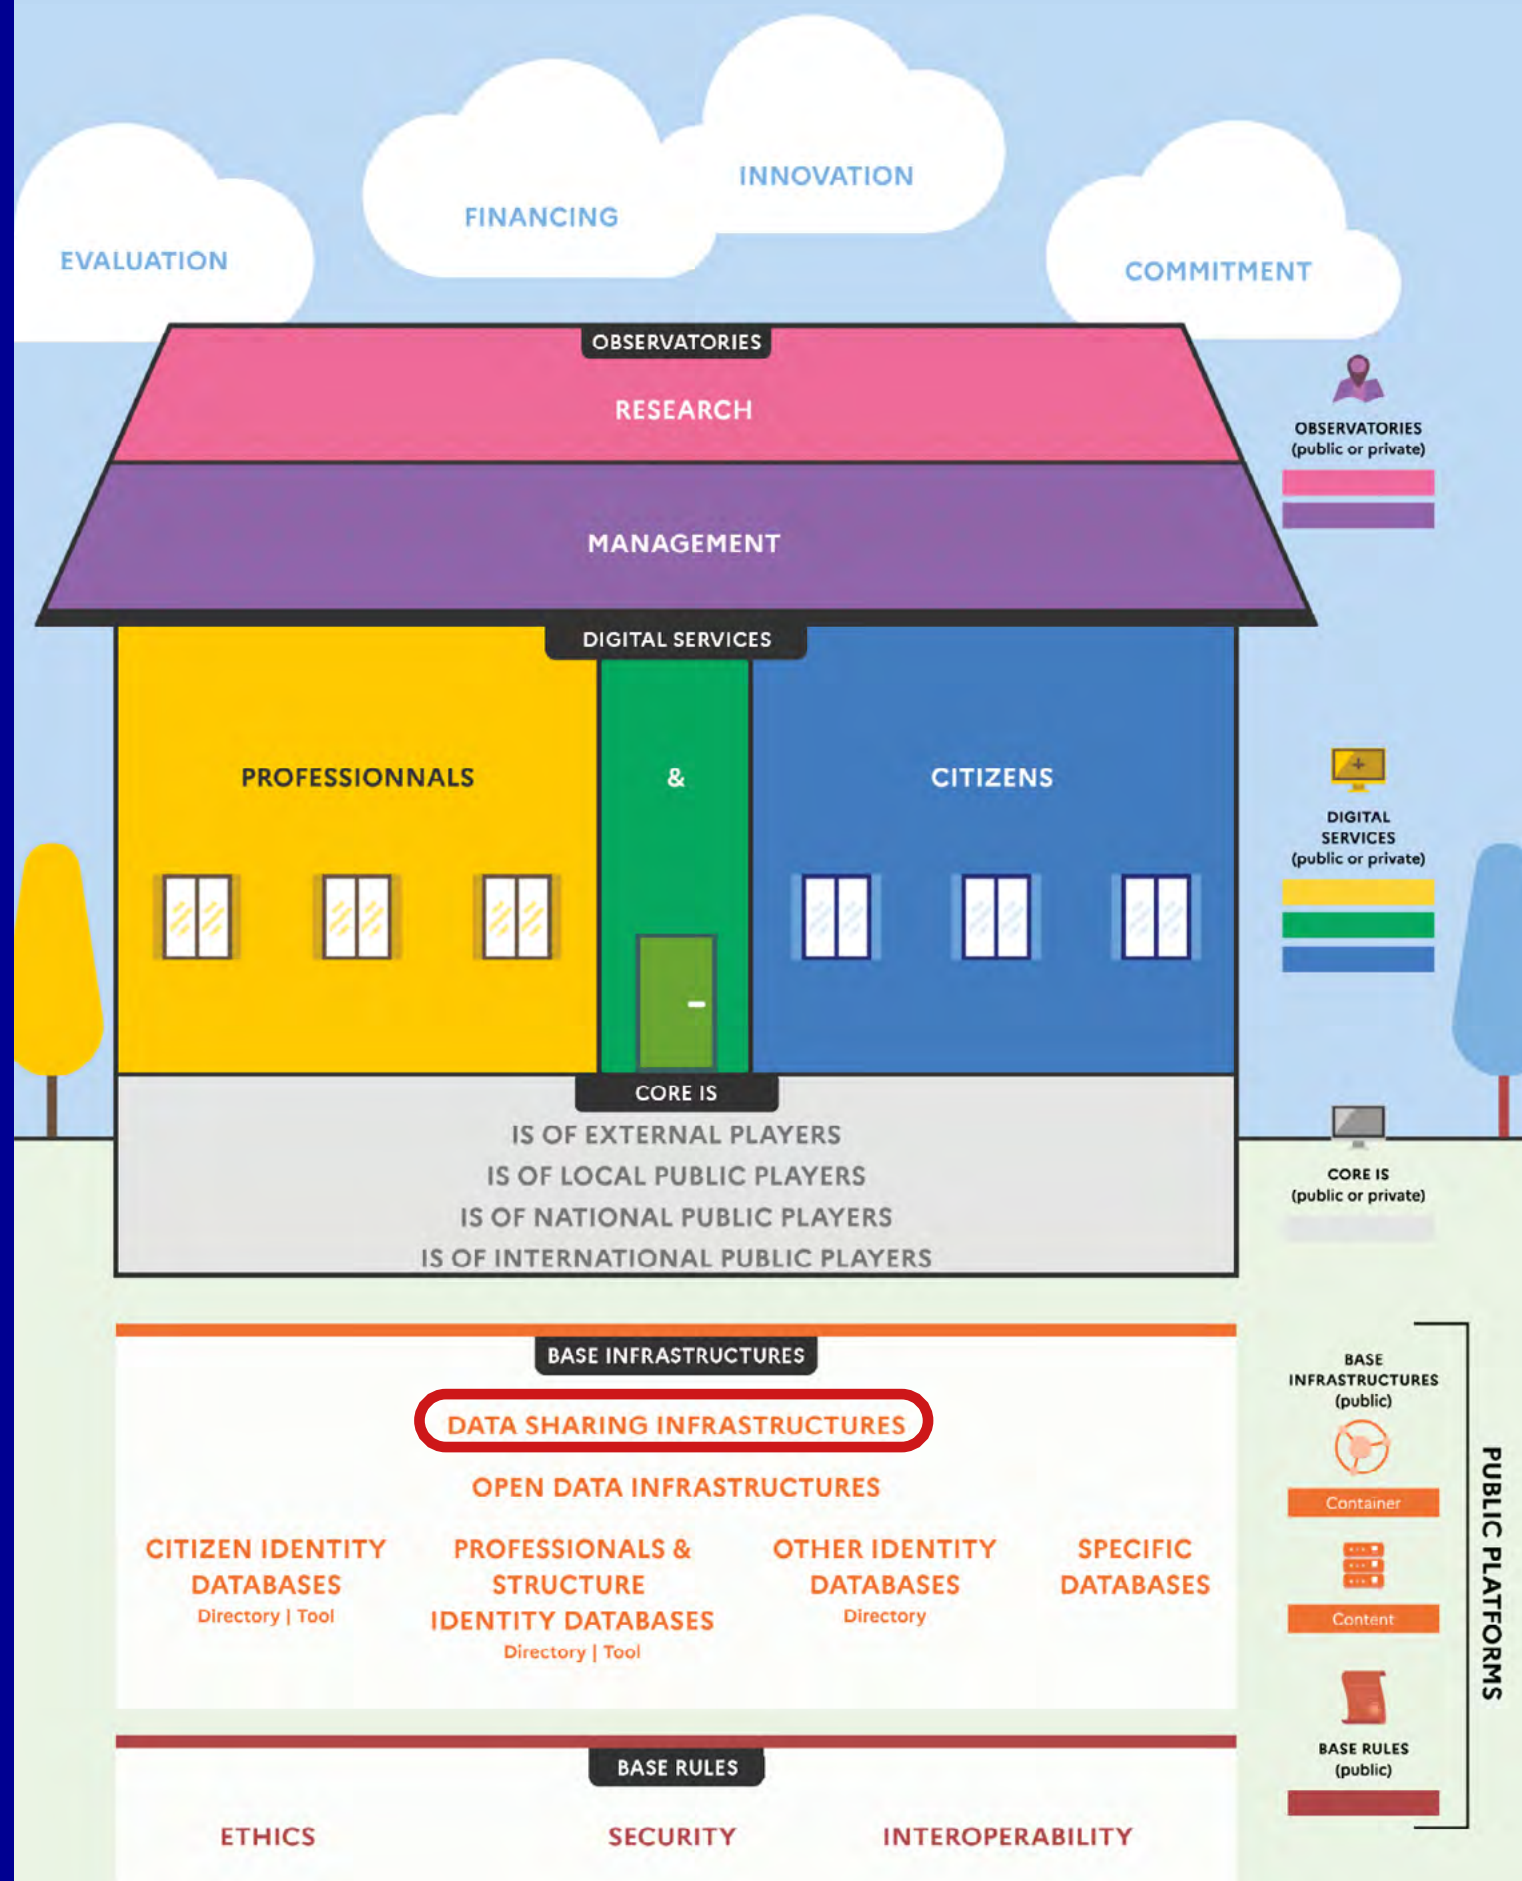 INNOVATION
FINANCING
EVALUATION
COMMITMENT
OBSERVATORIES
RESEARCH
MANAGEMENT
OBSERVATORIES
(public or private)
DIGITAL SERVICES
PROFESSIONNALS
&
CITIZENS
DIGITAL
SERVICES
(public or private)
CORE IS
IS OF EXTERNAL PLAYERS
IS OF LOCAL PUBLIC PLAYERS
IS OF NATIONAL PUBLIC PLAYERS
IS OF INTERNATIONAL PUBLIC PLAYERS
CORE IS
(public or private)
BASE INFRASTRUCTURES
DATA SHARING INFRASTRUCTURES
OPEN DATA INFRASTRUCTURES
CITIZEN IDENTITY
DATABASES
Directory | Tool
PROFESSIONALS &
STRUCTURE
IDENTITY DATABASES
Directory | Tool
OTHER IDENTITY
DATABASES
Directory
SPECIFIC
DATABASES
BASE
INFRASTRUCTURES
(public)
Container
Content
BASE RULES
(public)
PUBLIC PLATFORMS
BASE RULES
ETHICS
SECURITY
INTEROPERABILITY